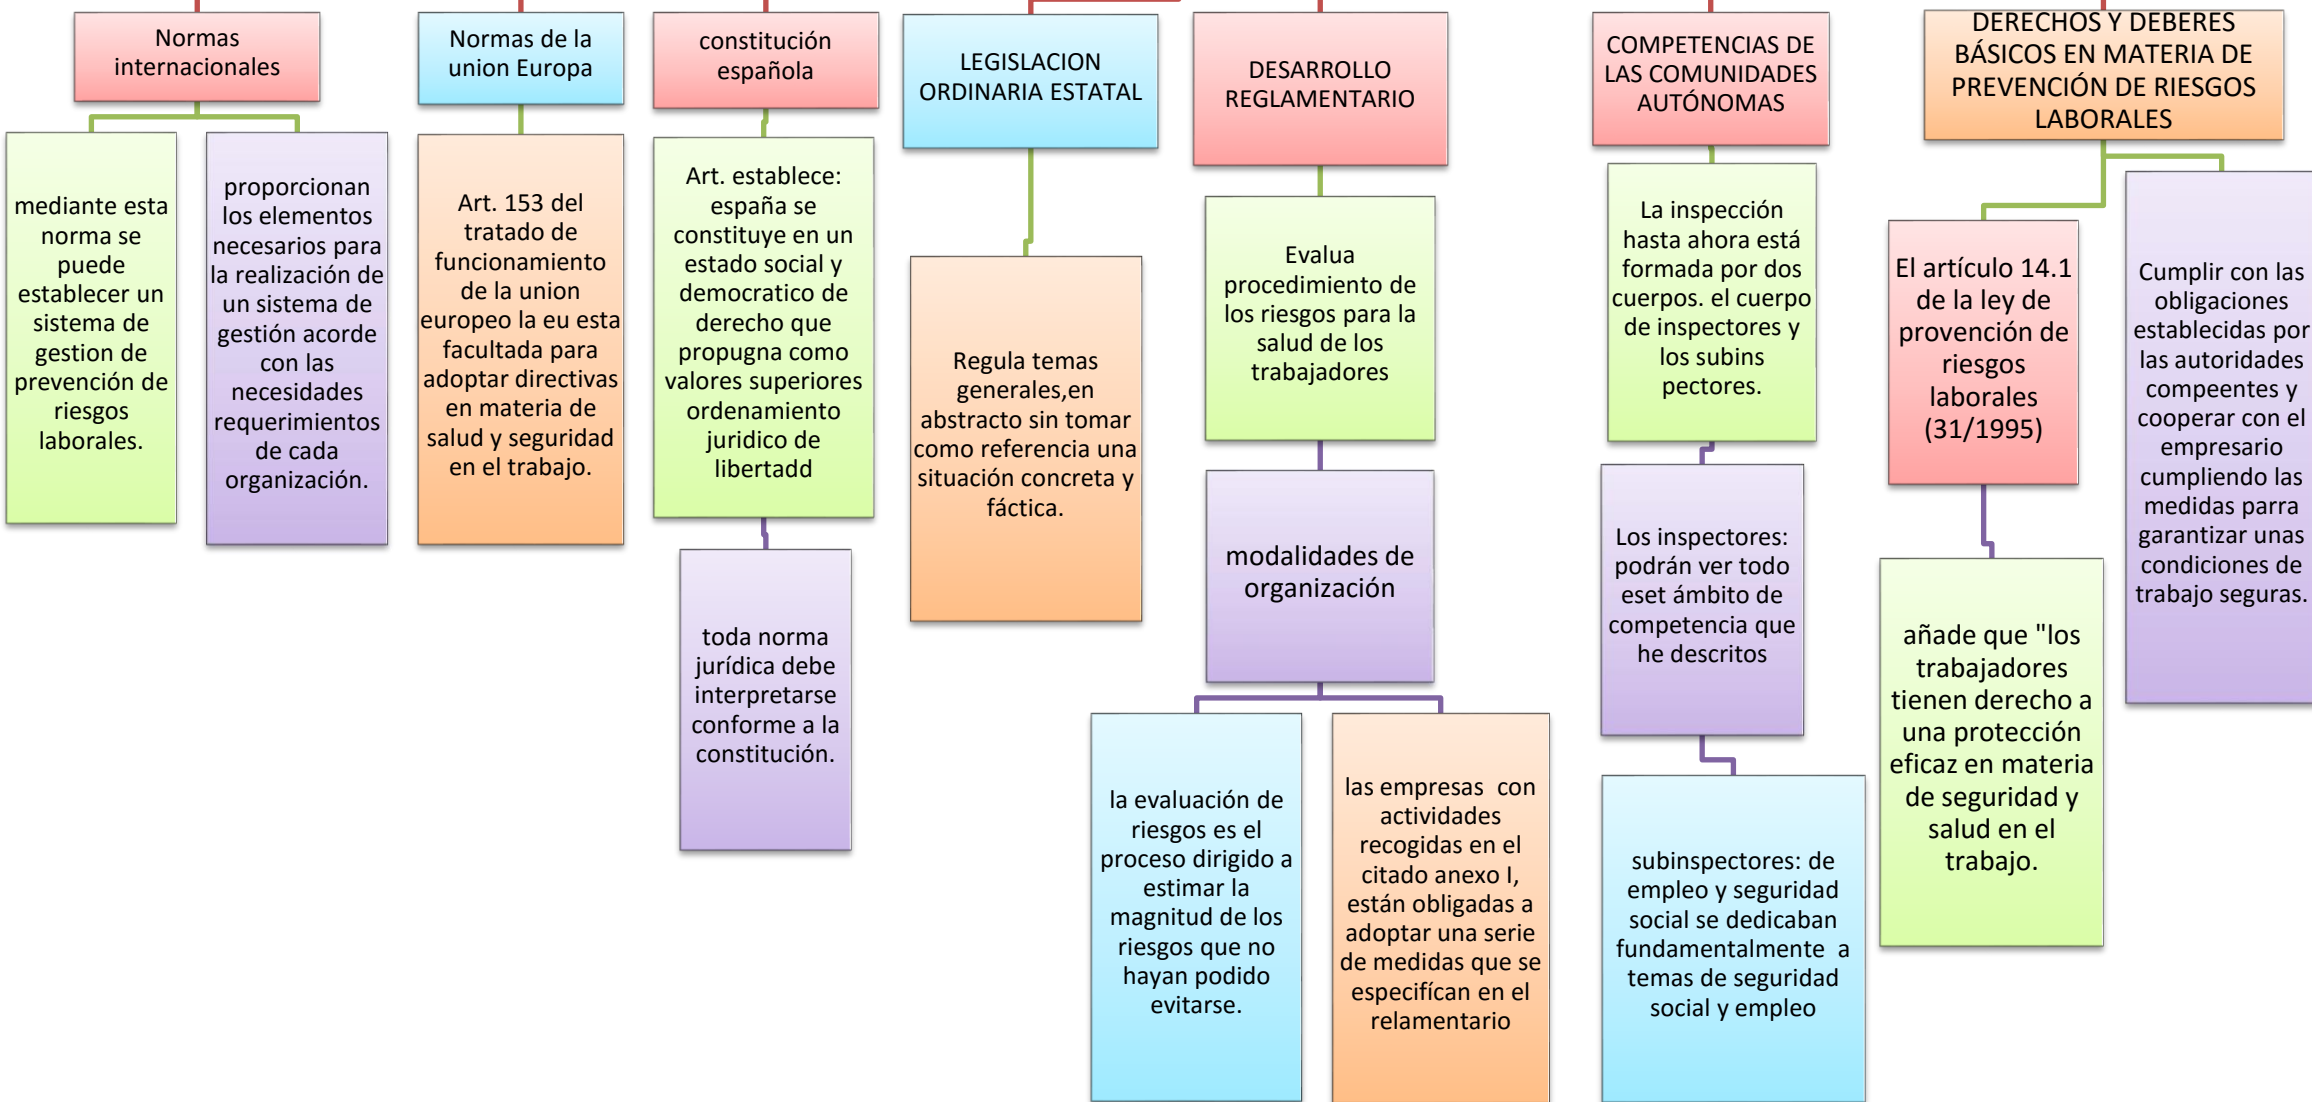 Normas
internacionales
mediante esta
norma se
puede
establecer un
sistema de
gestion de
prevención de
riesgos
laborales.
proporcionan
los elementos
necesarios para
la realización de
un sistema de
gestión acorde
con las
necesidades
requerimientos
de cada
organización.
Normas de la
union Europa
Art. 153 del
tratado de
funcionamiento
de la union
europeo la eu esta
facultada para
adoptar directivas
en materia de
salud y seguridad
en el trabajo.
constitución
española
Art. establece:
españa se
constituye en un
estado social y
democratico de
derecho que
propugna como
valores superiores
ordenamiento
juridico de
libertadd
toda norma
jurídica debe
interpretarse
conforme a la
constitución.
LEGISLACION
ORDINARIA ESTATAL
Regula temas
generales,en
abstracto sin tomar
como referencia una
situación concreta y
fáctica.
DESARROLLO
REGLAMENTARIO
Evalua
procedimiento de
los riesgos para la
salud de los
trabajadores
modalidades de
organización
la evaluación de
riesgos es el
proceso dirigido a
estimar la
magnitud de los
riesgos que no
hayan podido
evitarse.
las empresas  con
actividades
recogidas en el
citado anexo I,
están obligadas a
adoptar una serie
de medidas que se
especifícan en el
relamentario
COMPETENCIAS DE
LAS COMUNIDADES
AUTÓNOMAS
La inspección
hasta ahora está
formada por dos
cuerpos. el cuerpo
de inspectores y
los subins
pectores.
Los inspectores:
podrán ver todo
eset ámbito de
competencia que
he descritos
subinspectores: de
empleo y seguridad
social se dedicaban
fundamentalmente  a
temas de seguridad
social y empleo
DERECHOS Y DEBERES
BÁSICOS EN MATERIA DE
PREVENCIÓN DE RIESGOS
LABORALES
El artículo 14.1
de la ley de
provención de
riesgos
laborales
(31/1995)
añade que "los
trabajadores
tienen derecho a
una protección
eficaz en materia
de seguridad y
salud en el
trabajo.
Cumplir con las
obligaciones
establecidas por
las autoridades
compeentes y
cooperar con el
empresario
cumpliendo las
medidas parra
garantizar unas
condiciones de
trabajo seguras.